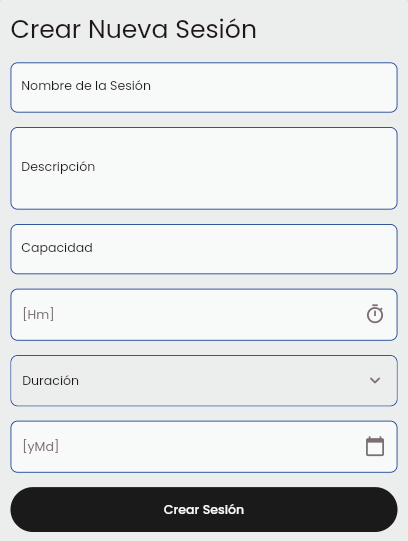 Crear Nueva Sesión
Nombre de la Sesión
Descripción
Capacidad
[Hm]
Duración
[yMd]
Crear Sesión